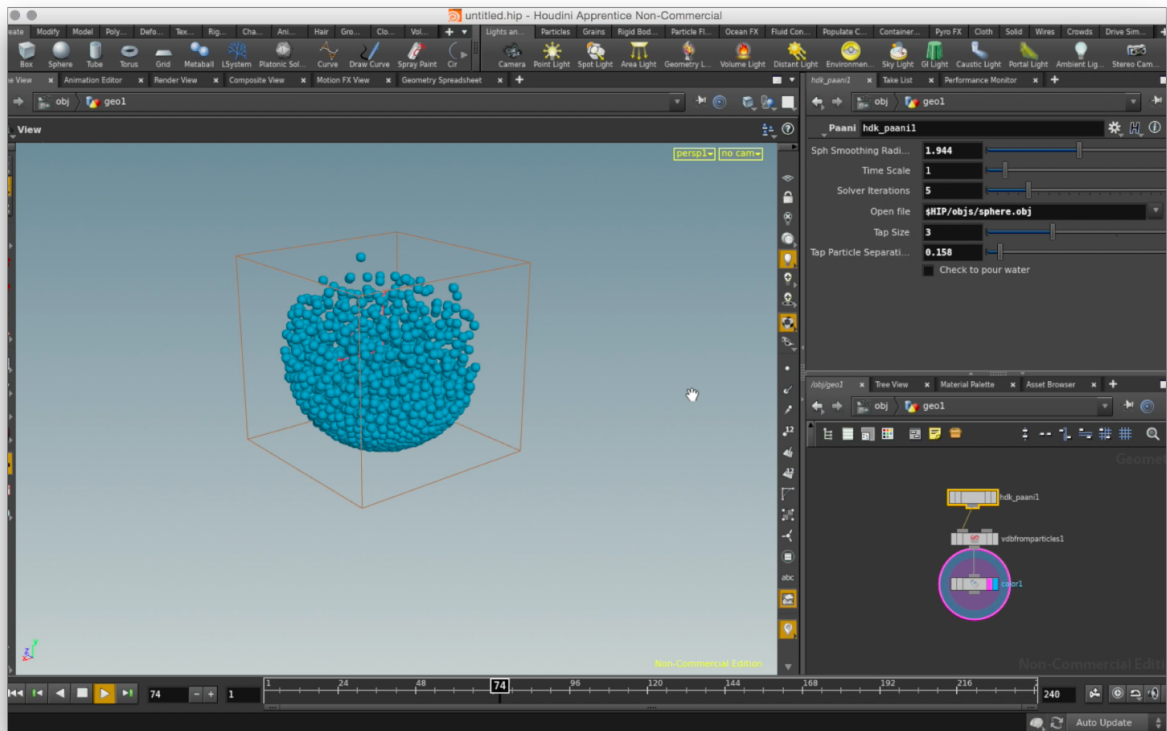 untitled.hip - Houdini Apprentice Non-Commercial
eate Modify Model Poly... Defo... Tex... Rig... Cha... Ani... Hair Gro... Clo... Vol... Lights an... Particles Grains Rigid Bod... Particle Fl... Ocean FX Fluid Con... Populate C... Container... Pyro FX Cloth Solid Wires Crowds Drive Sim...
Box Sphere Tube Torus Grid Metaball LSystem Platonic Sol... Curve Draw Curve Spray Paint Cir Camera Point Light Spot Light Area Light Geometry L... Volume Light Distant Light Environmen... Sky Light GI Light Caustic Light Portal Light Ambient Lig... Stereo Cam...
e View Animation Editor Render View Composite View Motion FX View Geometry Spreadsheet
hdk_paani1 Take List Performance Monitor
obj geo1
obj geo1
View
persp1 no cam
Paani hdk_paani1
Sph Smoothing Radi... 1.944
Time Scale 1
Solver Iterations 5
Open file $HIP/objs/sphere.obj
Tap Size 3
Tap Particle Separati... 0.158
Check to pour water
/obj/geo1 Tree View Material Palette Asset Browser
obj geo1
Geome
hdk_paani1
vdbfromparticles1
color1
12
abc
Non-Commercial Edition
Non-Commercial Editi
74 1 1 24 48 74 96 120 144 168 192 216 2 240
Auto Update